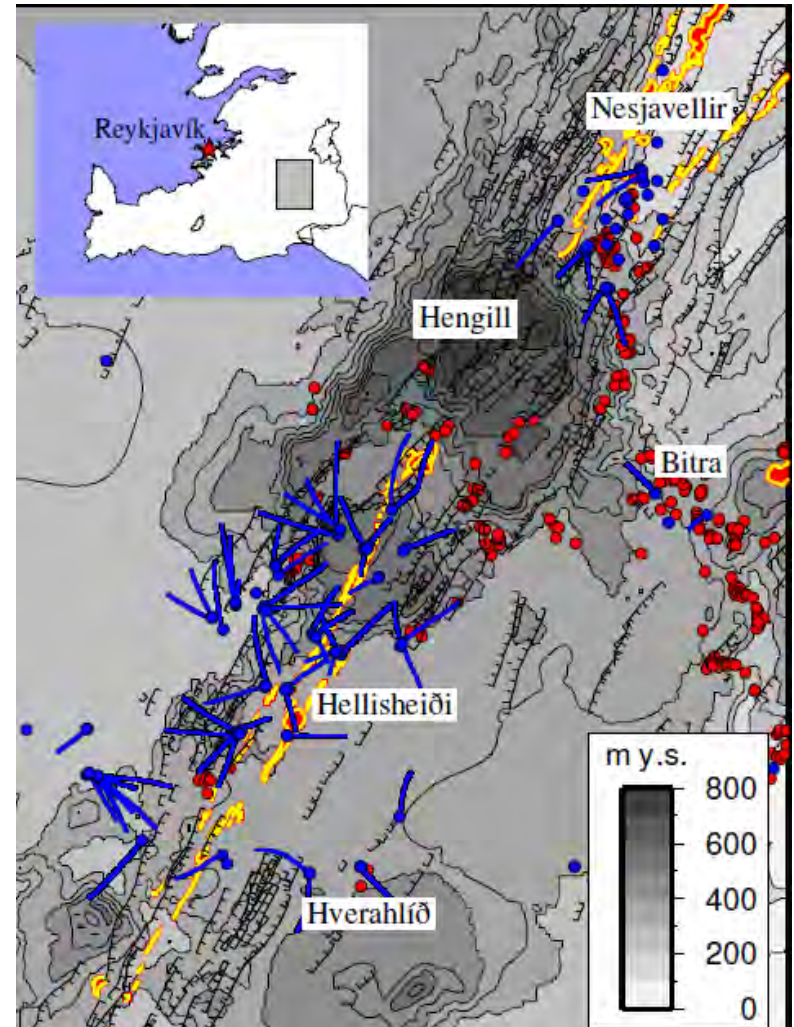 Nesjavellir
Reykjavík
Hengill
Bitra
Hellisheiði
m y.s.
800
600
400
200
0
Hverahlíð